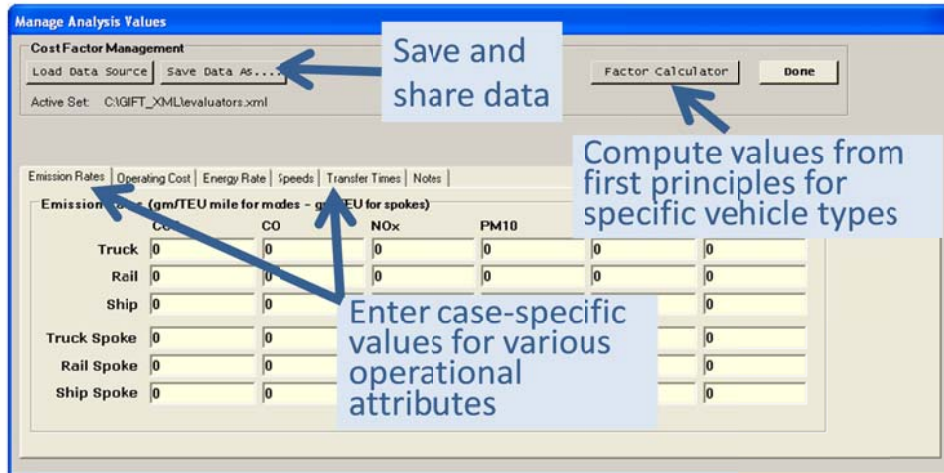 Manage Analysis Values
Cost Factor Management
Load Data Source
Save Data As....
Save and
share data
Factor Calculator
Done
Active Set: C:\GIFT_XML\evaluators.xml
Compute values from
first principles for
specific vehicle types
Emission Rates
Operating Cost
Energy Rate
Speeds
Transfer Times
Notes
Emission (gm/TEU mile for modes - for spokes)
CO NOx PM10
Truck 0 0 0 0 0 0
Rail 0 0 0 0 0 0
Ship 0 0 0
Enter case-specific
values for various
operational
attributes
Truck Spoke 0 0 0
Rail Spoke 0 0 0
Ship Spoke 0 0 0